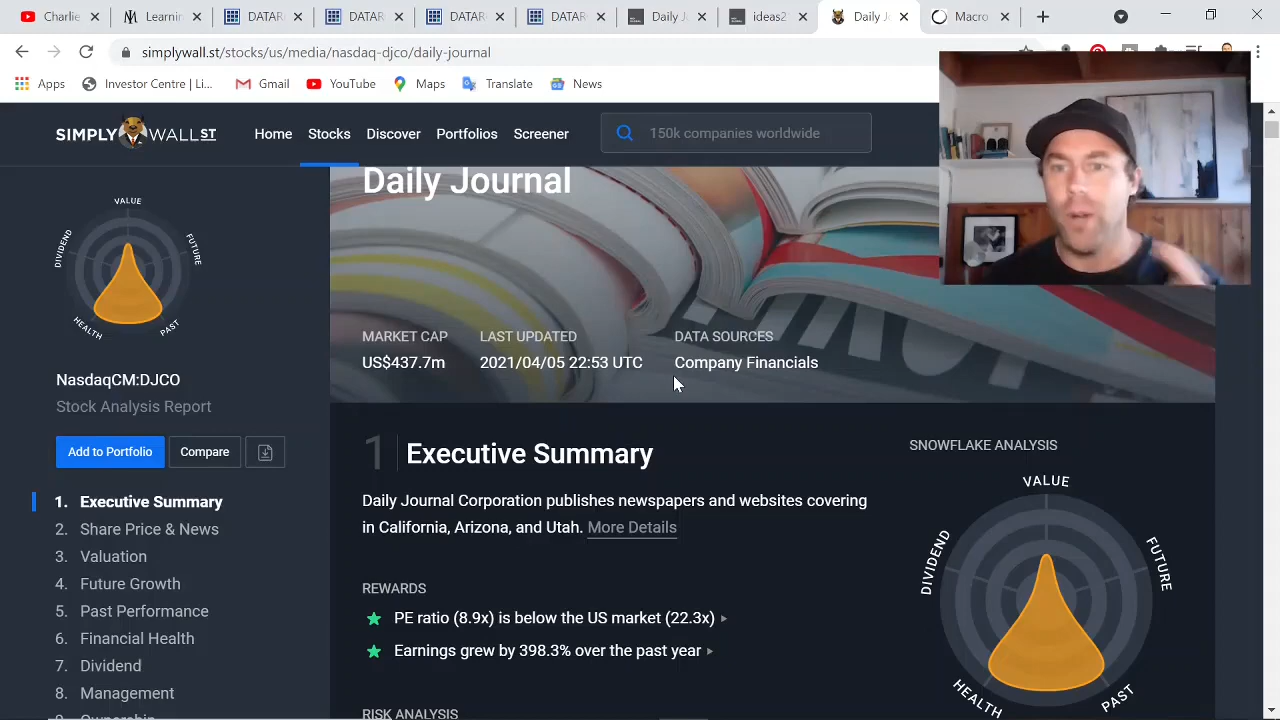 Charlie
Learnin
DATAR
DATAR
DATAR
DATAR
Daily J
ideas2
Daily Jo
Macro
simplywall.st/stocks/us/media/nasdaq-djco/daily-journal
Apps
Investor Centre | Li...
Gmail
YouTube
Maps
Translate
News
SIMPLY WALL ST
Home
Stocks
Discover
Portfolios
Screener
150k companies worldwide
VALUE
FUTURE
PAST
HEALTH
DIVIDEND
NasdaqCM:DJCO
Stock Analysis Report
Add to Portfolio
Compare
1. Executive Summary
2. Share Price & News
3. Valuation
4. Future Growth
5. Past Performance
6. Financial Health
7. Dividend
8. Management
Ownership
Daily Journal
MARKET CAP
US$437.7m
LAST UPDATED
2021/04/05 22:53 UTC
DATA SOURCES
Company Financials
1 Executive Summary
Daily Journal Corporation publishes newspapers and websites covering
in California, Arizona, and Utah. More Details
REWARDS
PE ratio (8.9x) is below the US market (22.3x)
Earnings grew by 398.3% over the past year
RISK ANALYSIS
SNOWFLAKE ANALYSIS
VALUE
FUTURE
PAST
HEALTH
DIVIDEND